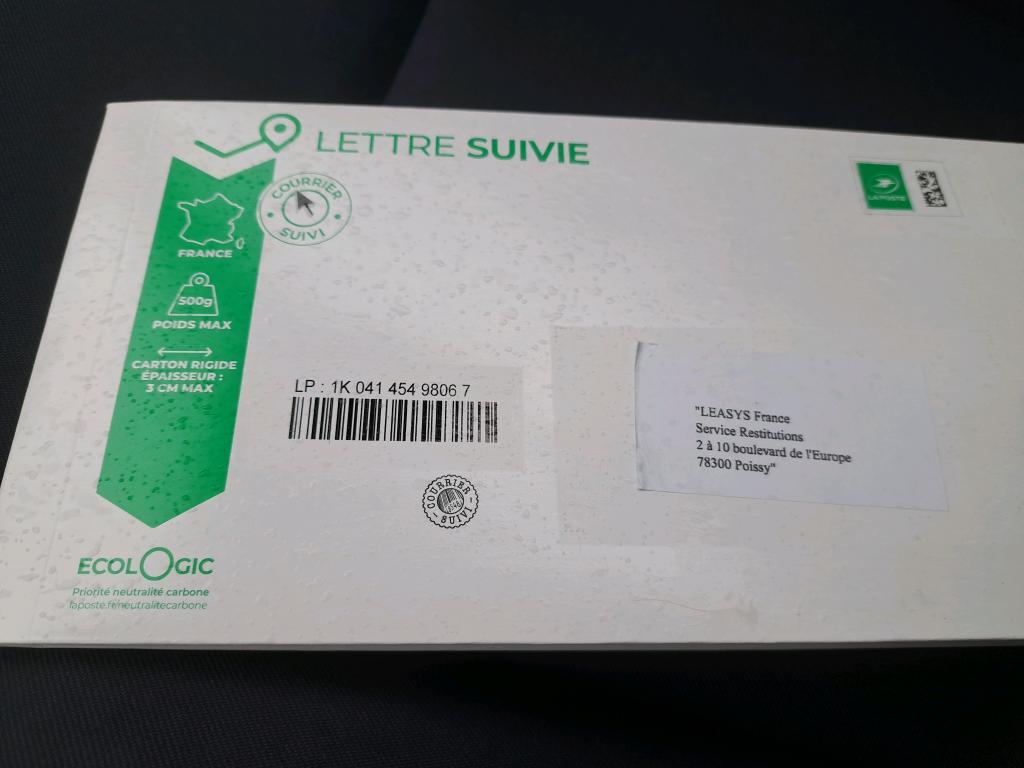 LETTRE SUIVIE
COURRIER
SUIVI
LA POSTE
FRANCE
500g
POIDS MAX
CARTON RIGIDE
ÉPAISSEUR :
3 CM MAX
LP : 1K 041 454 9806 7
"LEASYS France
Service Restitutions
2 à 10 boulevard de l'Europe
78300 Poissy"
COURRIER
SUIVI
ECOLOGIC
Priorité neutralité carbone
laposte.fr/neutralitecarbone